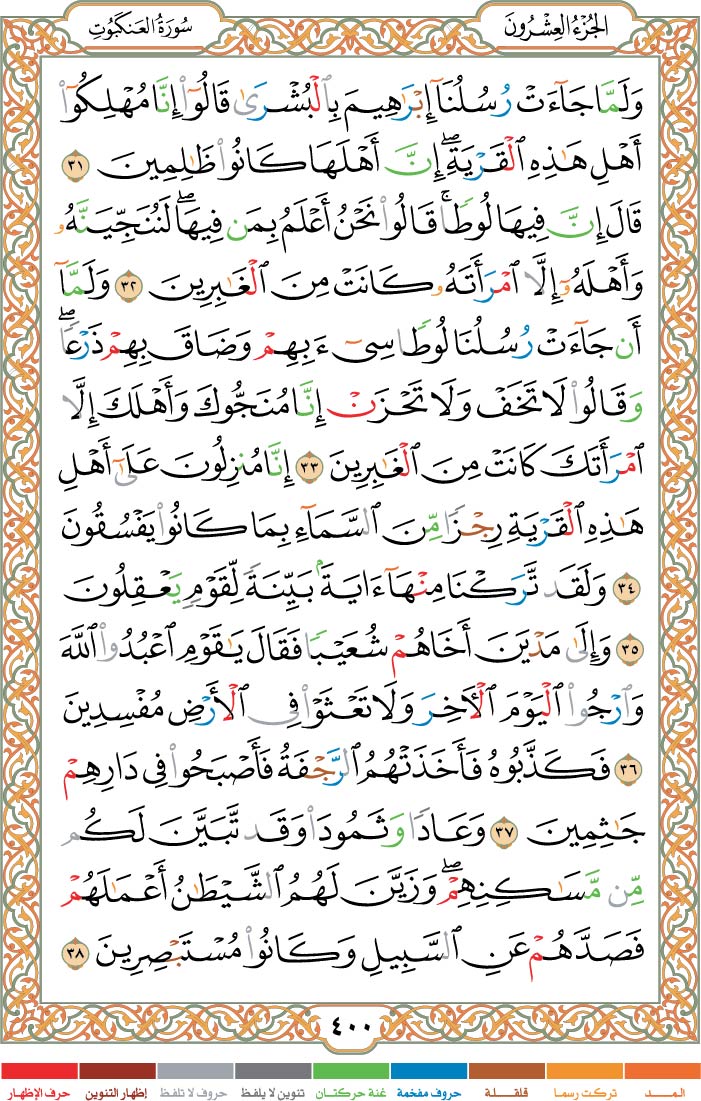 الجُزْءُ العِشْرُونَ
سُورَةُ العَنكَبُوتِ
وَلَمَّا جَآءَتْ رُسُلُنَآ إِبْرَٰهِيمَ بِٱلْبُشْرَىٰ قَالُوٓا۟ إِنَّا مُهْلِكُوٓا۟
أَهْلِ هَٰذِهِ ٱلْقَرْيَةِ ۖ إِنَّ أَهْلَهَا كَانُوا۟ ظَٰلِمِينَ ٣١
قَالَ إِنَّ فِيهَا لُوطًا ۚ قَالُوا۟ نَحْنُ أَعْلَمُ بِمَن فِيهَا ۖ لَنُنَجِّيَنَّهُۥ
وَأَهْلَهُۥٓ إِلَّا ٱمْرَأَتَهُۥ كَانَتْ مِنَ ٱلْغَٰبِرِينَ ٣٢ وَلَمَّآ
أَن جَآءَتْ رُسُلُنَا لُوطًا سِىٓءَ بِهِمْ وَضَاقَ بِهِمْ ذَرْعًا ۖ
وَقَالُوا۟ لَا تَخَفْ وَلَا تَحْزَنْ إِنَّا مُنَجُّوكَ وَأَهْلَكَ إِلَّا
ٱمْرَأَتَكَ كَانَتْ مِنَ ٱلْغَٰبِرِينَ ٣٣ إِنَّا مُنزِلُونَ عَلَىٰٓ أَهْلِ
هَٰذِهِ ٱلْقَرْيَةِ رِجْزًا مِّنَ ٱلسَّمَآءِ بِمَا كَانُوا۟ يَفْسُقُونَ
٣٤ وَلَقَد تَّرَكْنَا مِنْهَآ ءَايَةًۢ بَيِّنَةً لِّقَوْمٍ يَعْقِلُونَ
٣٥ وَإِلَىٰ مَدْيَنَ أَخَاهُمْ شُعَيْبًا فَقَالَ يَٰقَوْمِ ٱعْبُدُوا۟ ٱللَّهَ
وَٱرْجُوا۟ ٱلْيَوْمَ ٱلْءَاخِرَ وَلَا تَعْثَوْا۟ فِى ٱلْأَرْضِ مُفْسِدِينَ
٣٦ فَكَذَّبُوهُ فَأَخَذَتْهُمُ ٱلرَّجْفَةُ فَأَصْبَحُوا۟ فِى دَارِهِمْ
جَٰثِمِينَ ٣٧ وَعَادًا وَثَمُودَا۟ وَقَد تَّبَيَّنَ لَكُم
مِّن مَّسَٰكِنِهِمْ ۖ وَزَيَّنَ لَهُمُ ٱلشَّيْطَٰنُ أَعْمَٰلَهُمْ
فَصَدَّهُمْ عَنِ ٱلسَّبِيلِ وَكَانُوا۟ مُسْتَبْصِرِينَ ٣٨
٤٠٠
المـــد تركت رسما قلقـلـة حروف مفخمة غنة حركتـان تنوين لا يلفظ حروف لا تلفظ إظهار التنوين حرف الإظهار